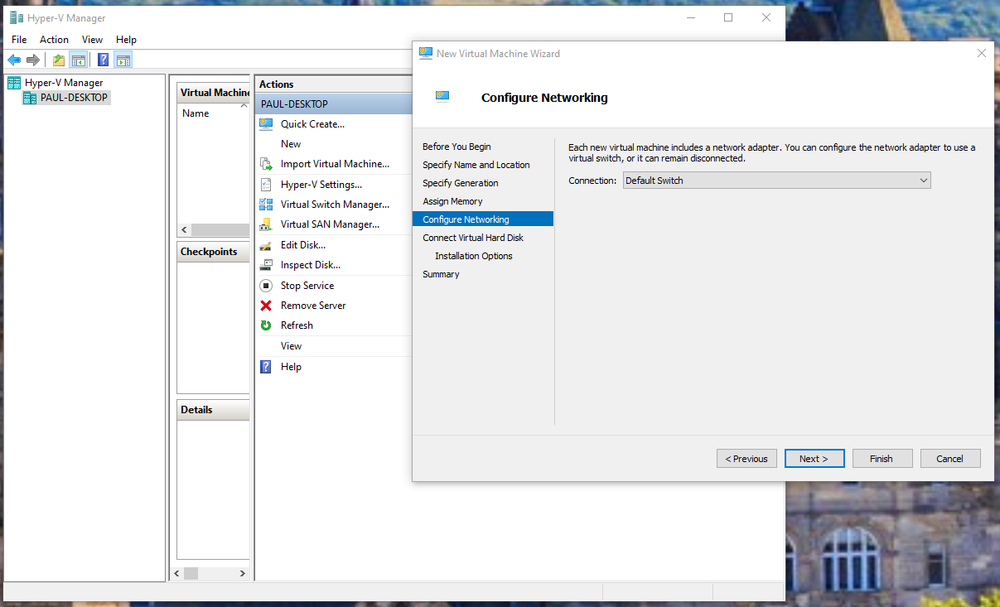 Hyper-V Manager
File Action View Help
Hyper-V Manager
PAUL-DESKTOP
Virtual Machine
Name
Checkpoints
Details
Actions
PAUL-DESKTOP
Quick Create...
New
Import Virtual Machine...
Hyper-V Settings...
Virtual Switch Manager...
Virtual SAN Manager...
Edit Disk...
Inspect Disk...
Stop Service
Remove Server
Refresh
View
Help
New Virtual Machine Wizard
Configure Networking
Before You Begin
Specify Name and Location
Specify Generation
Assign Memory
Configure Networking
Connect Virtual Hard Disk
Installation Options
Summary
Each new virtual machine includes a network adapter. You can configure the network adapter to use a
virtual switch, or it can remain disconnected.
Connection: Default Switch
< Previous Next > Finish Cancel